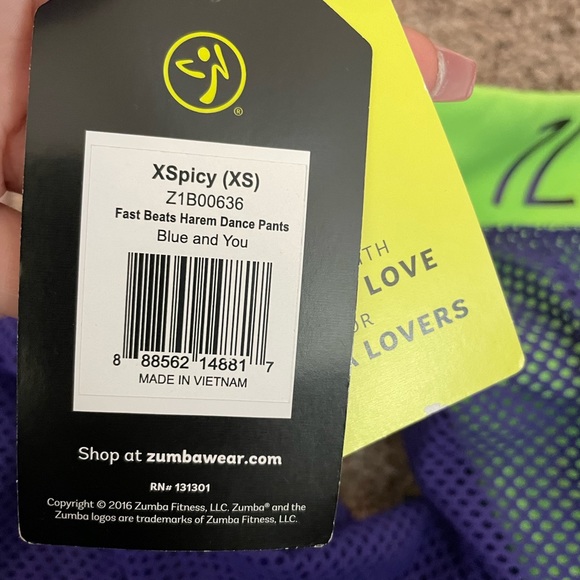 ®
XSpicy (XS)
Z1B00636
Fast Beats Harem Dance Pants
Blue and You
8 88562 14881 7
MADE IN VIETNAM
Shop at zumbawear.com
RN# 131301
Copyright © 2016 Zumba Fitness, LLC. Zumba® and the
Zumba logos are trademarks of Zumba Fitness, LLC.
LOVE
LOVERS